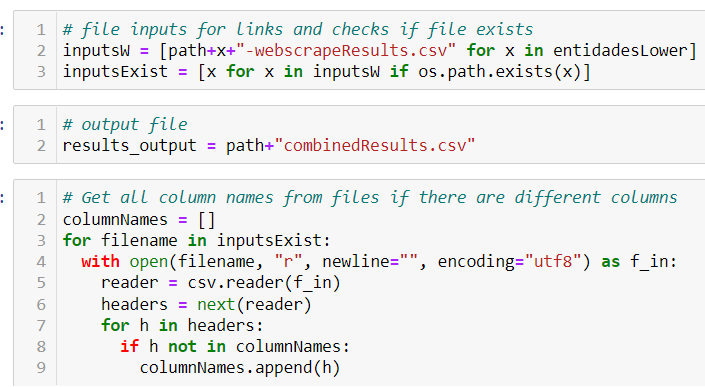 : 1 # file inputs for links and checks if file exists
2 inputsW = [path+x+"-webscrapeResults.csv" for x in entidadesLower]
3 inputsExist = [x for x in inputsW if os.path.exists(x)]
: 1 # output file
2 results_output = path+"combinedResults.csv"
: 1 # Get all column names from files if there are different columns
2 columnNames = []
3 for filename in inputsExist:
4   with open(filename, "r", newline="", encoding="utf8") as f_in:
5     reader = csv.reader(f_in)
6     headers = next(reader)
7     for h in headers:
8       if h not in columnNames:
9         columnNames.append(h)